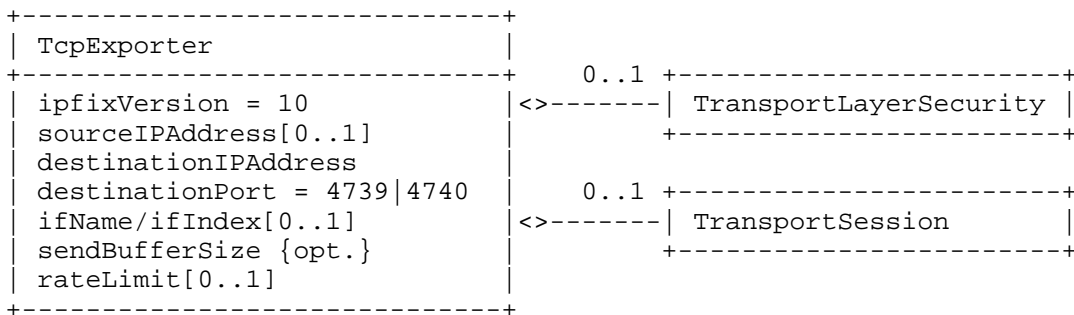 +------------------------------+
| TcpExporter                  |
+------------------------------+    0..1 +------------------------+
| ipfixVersion = 10            |<>-------| TransportLayerSecurity |
| sourceIPAddress[0..1]        |         +------------------------+
| destinationIPAddress         |
| destinationPort = 4739|4740  |    0..1 +------------------------+
| ifName/ifIndex[0..1]         |<>-------| TransportSession       |
| sendBufferSize {opt.}        |         +------------------------+
| rateLimit[0..1]              |
+------------------------------+